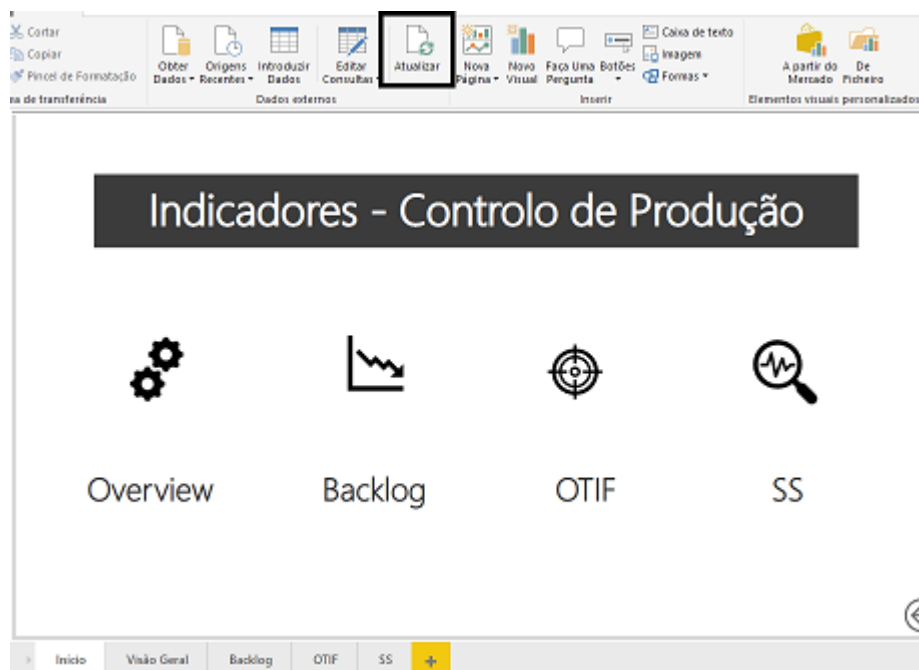 Cortar
Copiar
Pincel de Formatação
a de transferência
Obter Dados
Origens Recentes
Introduzir Dados
Editar Consultas
Atualizar
Dados externos
Nova Página
Novo Visual
Faça Uma Pergunta
Botões
Caixa de texto
Imagem
Formas
Inserir
A partir do Mercado
De Ficheiro
Elementos visuais personalizados
Indicadores - Controlo de Produção
Overview Backlog OTIF SS
Início Visão Geral Backlog OTIF SS +